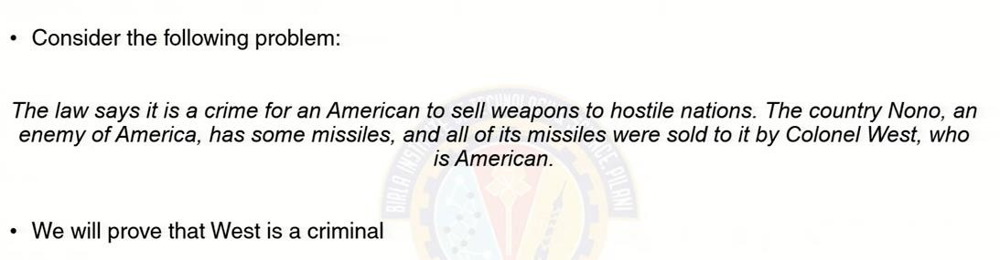 • Consider the following problem:
The law says it is a crime for an American to sell weapons to hostile nations. The country Nono, an
enemy of America, has some missiles, and all of its missiles were sold to it by Colonel West, who
is American.
• We will prove that West is a criminal